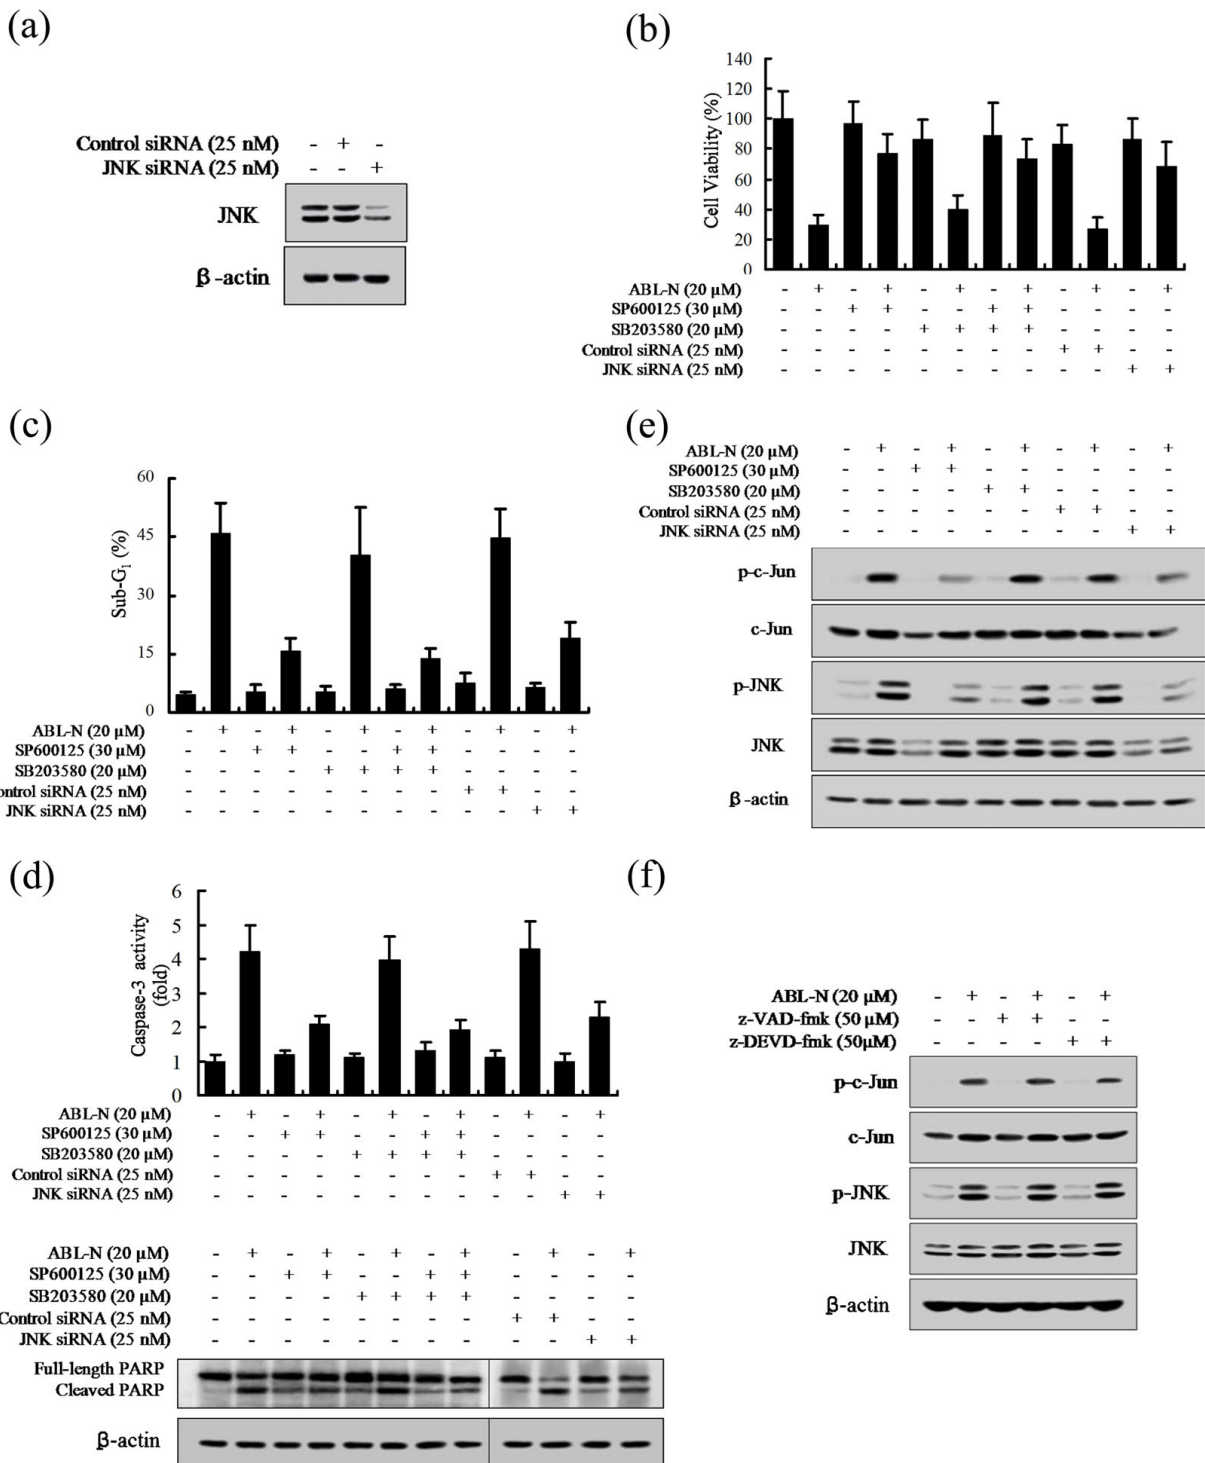 (a)
Control siRNA (25 nM) - + -
JNK siRNA (25 nM) - - +
JNK
β-actin
(b)
Cell Viability (%)
140
120
100
80
60
40
20
0
ABL-N (20 μM) - + - + - + - + - + - +
SP600125 (30 μM) - - + + - - + + - - - -
SB203580 (20 μM) - - - - + + + + - - - -
Control siRNA (25 nM) - - - - - - - - + + - -
JNK siRNA (25 nM) - - - - - - - - - - + +
(c)
Sub-G1 (%)
60
45
30
15
0
ABL-N (20 μM) - + - + - + - + - + - +
SP600125 (30 μM) - - + + - - + + - - - -
SB203580 (20 μM) - - - - + + + + - - - -
ontrol siRNA (25 nM) - - - - - - - - + + - -
JNK siRNA (25 nM) - - - - - - - - - - + +
(e)
ABL-N (20 μM) - + - + - + - + - +
SP600125 (30 μM) - - + + - - - - - -
SB203580 (20 μM) - - - - + + - - - -
Control siRNA (25 nM) - - - - - - + + - -
JNK siRNA (25 nM) - - - - - - - - + +
p-c-Jun
c-Jun
p-JNK
JNK
β-actin
(d)
Caspase-3 activity
(fold)
6
5
4
3
2
1
0
ABL-N (20 μM) - + - + - + - + - + - +
SP600125 (30 μM) - - + + - - + + - - - -
SB203580 (20 μM) - - - - + + + + - - - -
Control siRNA (25 nM) - - - - - - - - + + - -
JNK siRNA (25 nM) - - - - - - - - - - + +
ABL-N (20 μM) - + - + - + - + - + - +
SP600125 (30 μM) - - + + - - + + - - - -
SB203580 (20 μM) - - - - + + + + - - - -
Control siRNA (25 nM) - - - - - - - - + + - -
JNK siRNA (25 nM) - - - - - - - - - - + +
Full-length PARP
Cleaved PARP
β-actin
(f)
ABL-N (20 μM) - + - + - +
z-VAD-fmk (50 μM) - - + + - -
z-DEVD-fmk (50μM) - - - - + +
p-c-Jun
c-Jun
p-JNK
JNK
β-actin